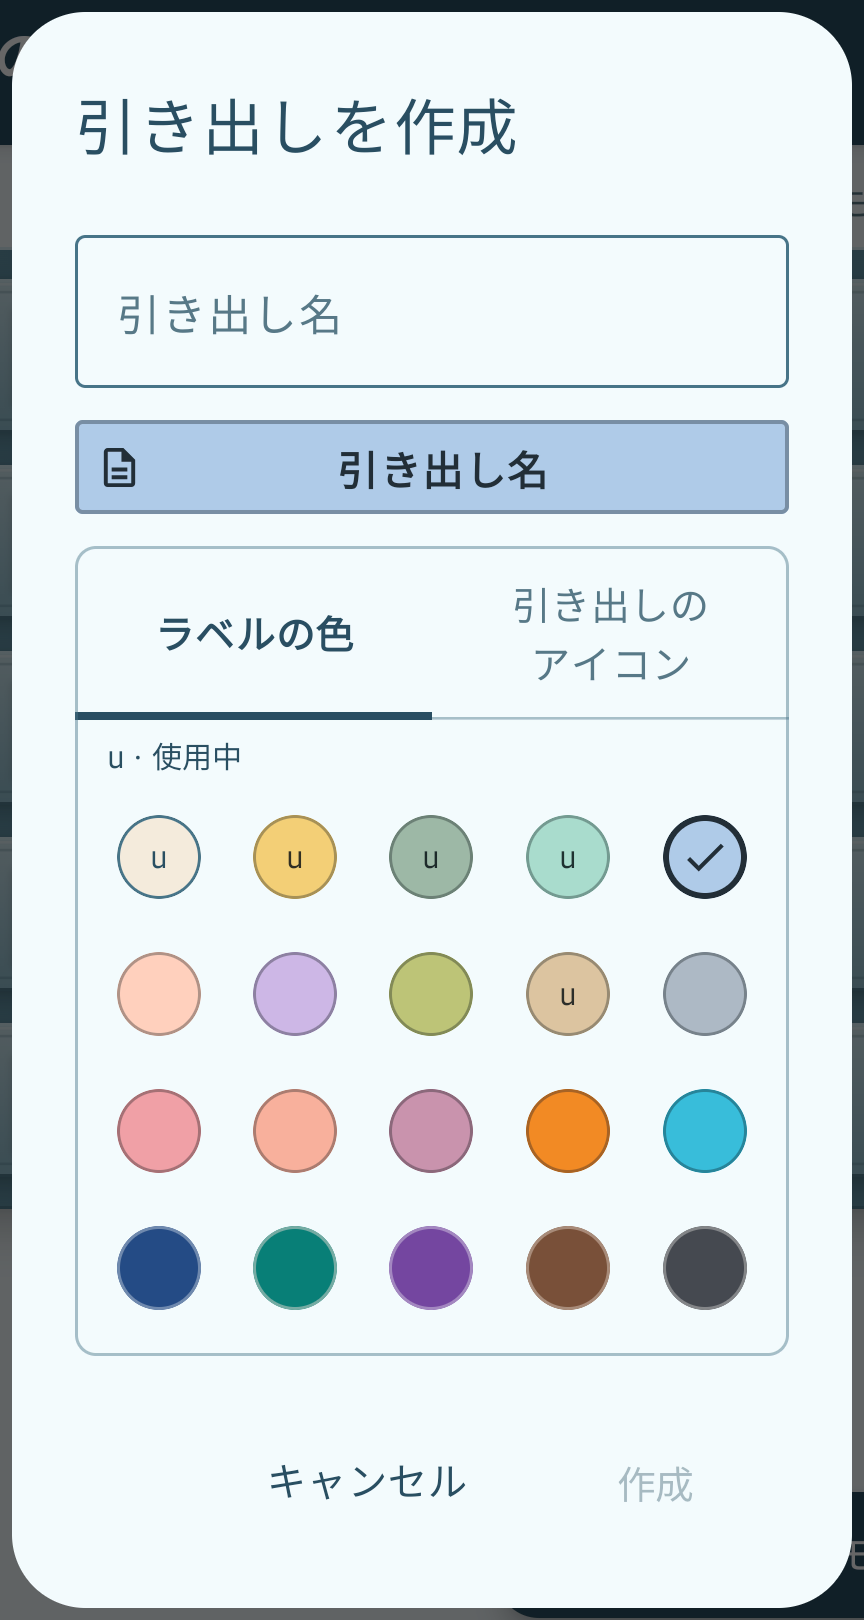 引き出しを作成
引き出し名
引き出し名
ラベルの色
引き出しの
アイコン
u · 使用中
u u u u
u
キャンセル 作成